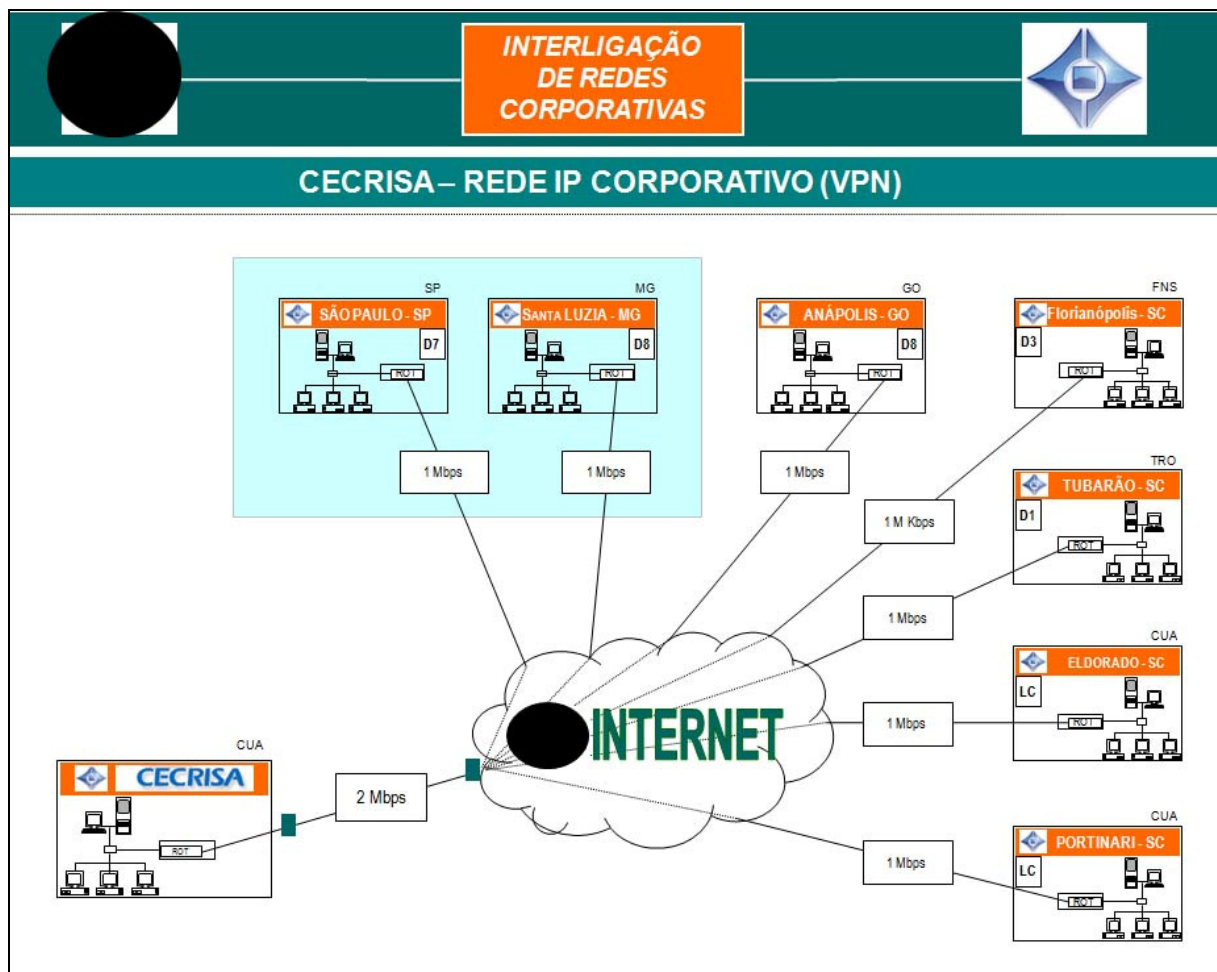 INTERLIGAÇÃO
DE REDES
CORPORATIVAS
CECRISA – REDE IP CORPORATIVO (VPN)
SP
SÃO PAULO - SP
D7
ROT
MG
SANTA LUZIA - MG
D8
ROT
GO
ANÁPOLIS - GO
D8
ROT
FNS
Florianópolis - SC
D3
ROT
1 Mbps
1 Mbps
1 Mbps
1 M Kbps
TRO
TUBARÃO - SC
D1
ROT
1 Mbps
CUA
ELDORADO - SC
LC
ROT
1 Mbps
INTERNET
CUA
CECRISA
ROT
2 Mbps
CUA
PORTINARI - SC
LC
ROT
1 Mbps